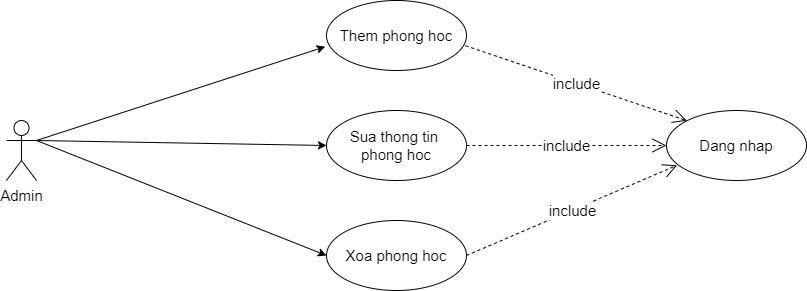 Them phong hoc
include
Sua thong tin
phong hoc
include
Dang nhap
Admin
include
Xoa phong hoc